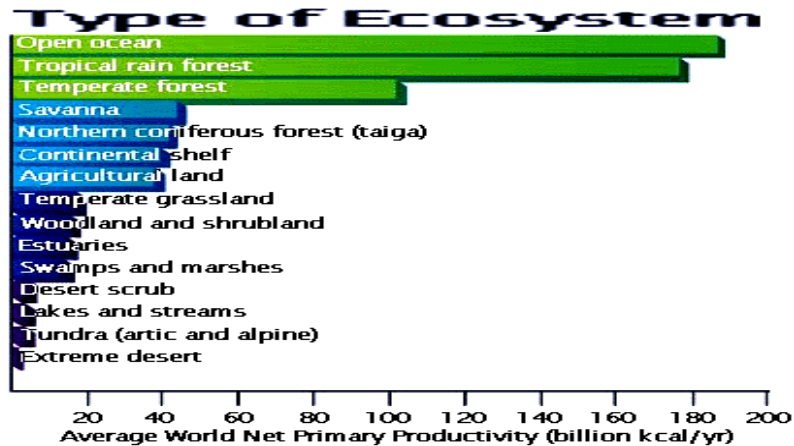 Type of Ecosystem
Open ocean
Tropical rain forest
Temperate forest
Savanna
Northern coniferous forest (taiga)
Continental shelf
Agricultural land
Temperate grassland
Woodland and shrubland
Estuaries
Swamps and marshes
Desert scrub
Lakes and streams
Tundra (artic and alpine)
Extreme desert
20 40 60 80 100 120 140 160 180 200
Average World Net Primary Productivity (billion kcal/yr)